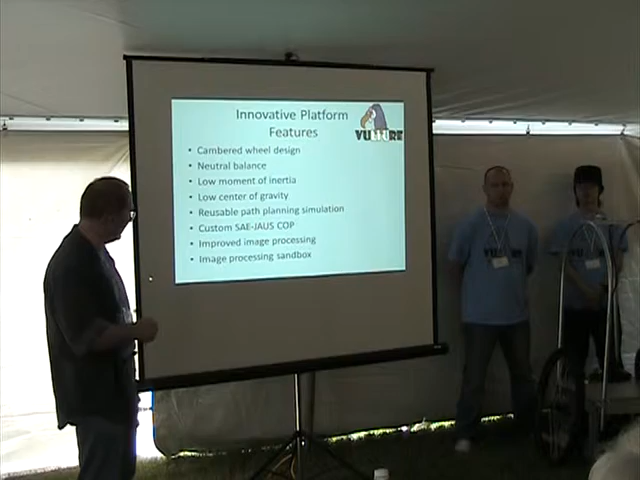 Innovative Platform
Features
VULTURE
• Cambered wheel design
• Neutral balance
• Low moment of inertia
• Low center of gravity
• Reusable path planning simulation
• Custom SAE-JAUS COP
• Improved image processing
• Image processing sandbox